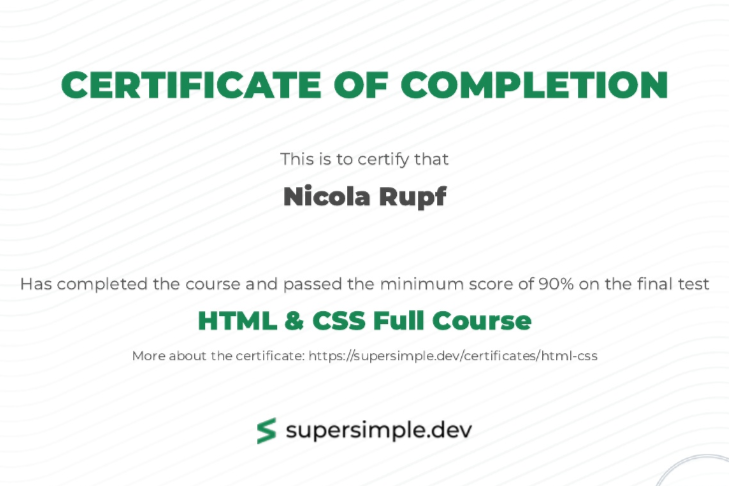 CERTIFICATE OF COMPLETION
This is to certify that
Nicola Rupf
Has completed the course and passed the minimum score of 90% on the final test
HTML & CSS Full Course
More about the certificate: https://supersimple.dev/certificates/html-css
supersimple.dev